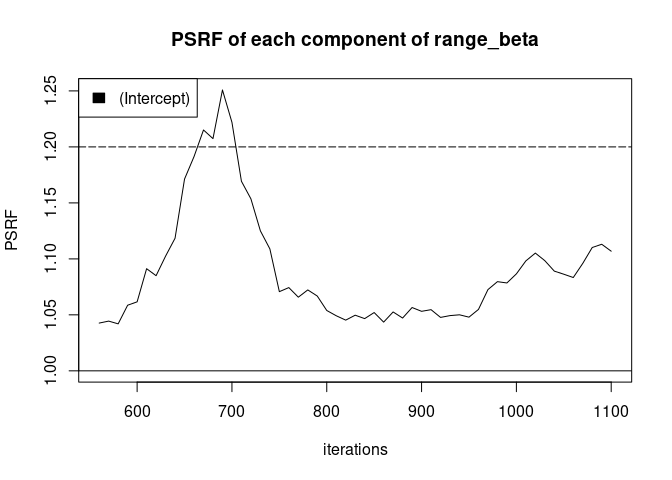 PSRF of each component of range_beta
(Intercept)
PSRF
1.25
1.20
1.15
1.10
1.05
1.00
600 700 800 900 1000 1100
iterations